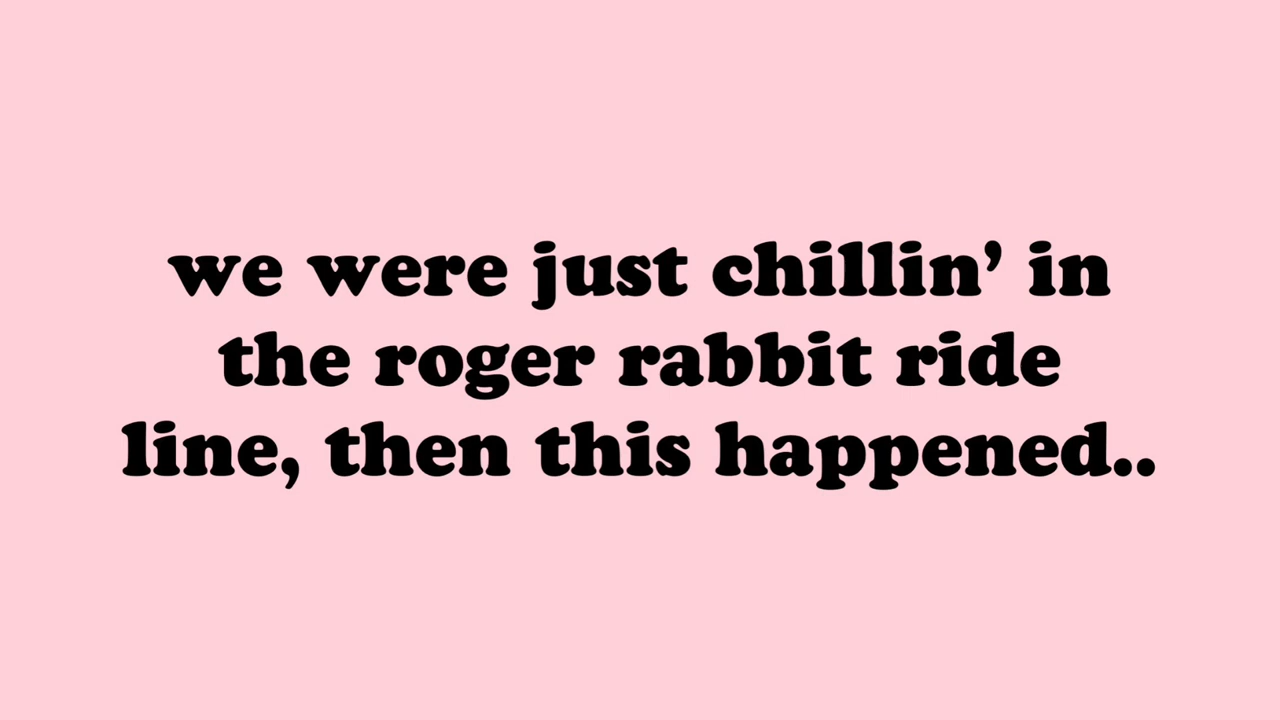 we were just chillin’ in
the roger rabbit ride
line, then this happened..